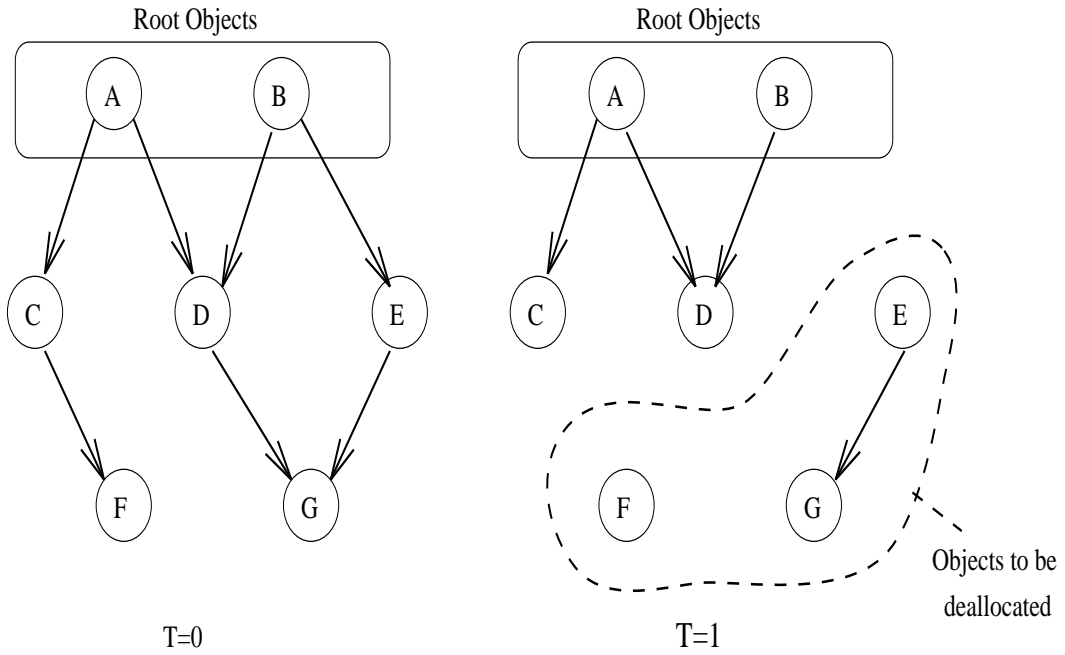 Root Objects
A
B
C
D
E
F
G
T=0
Root Objects
A
B
C
D
E
F
G
Objects to be
deallocated
T=1